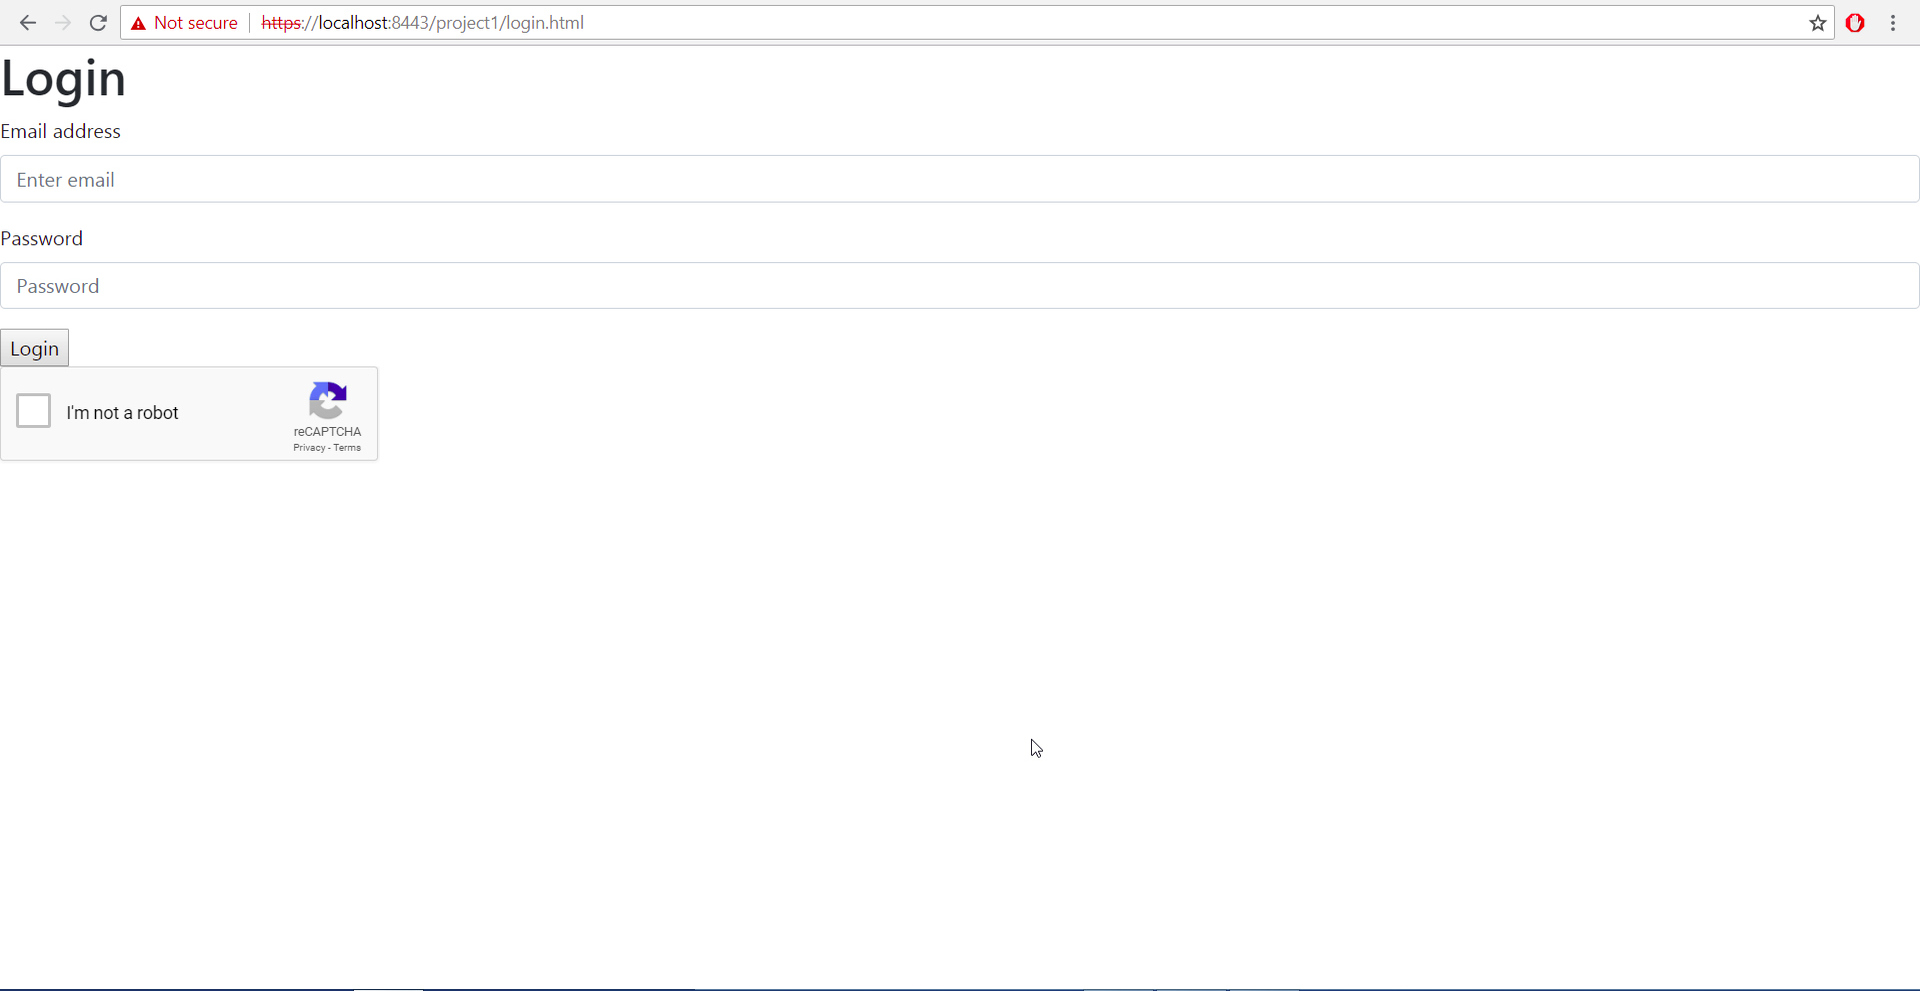 Not secure https://localhost:8443/project1/login.html
Login
Email address
Enter email
Password
Password
Login
I'm not a robot
reCAPTCHA
Privacy - Terms